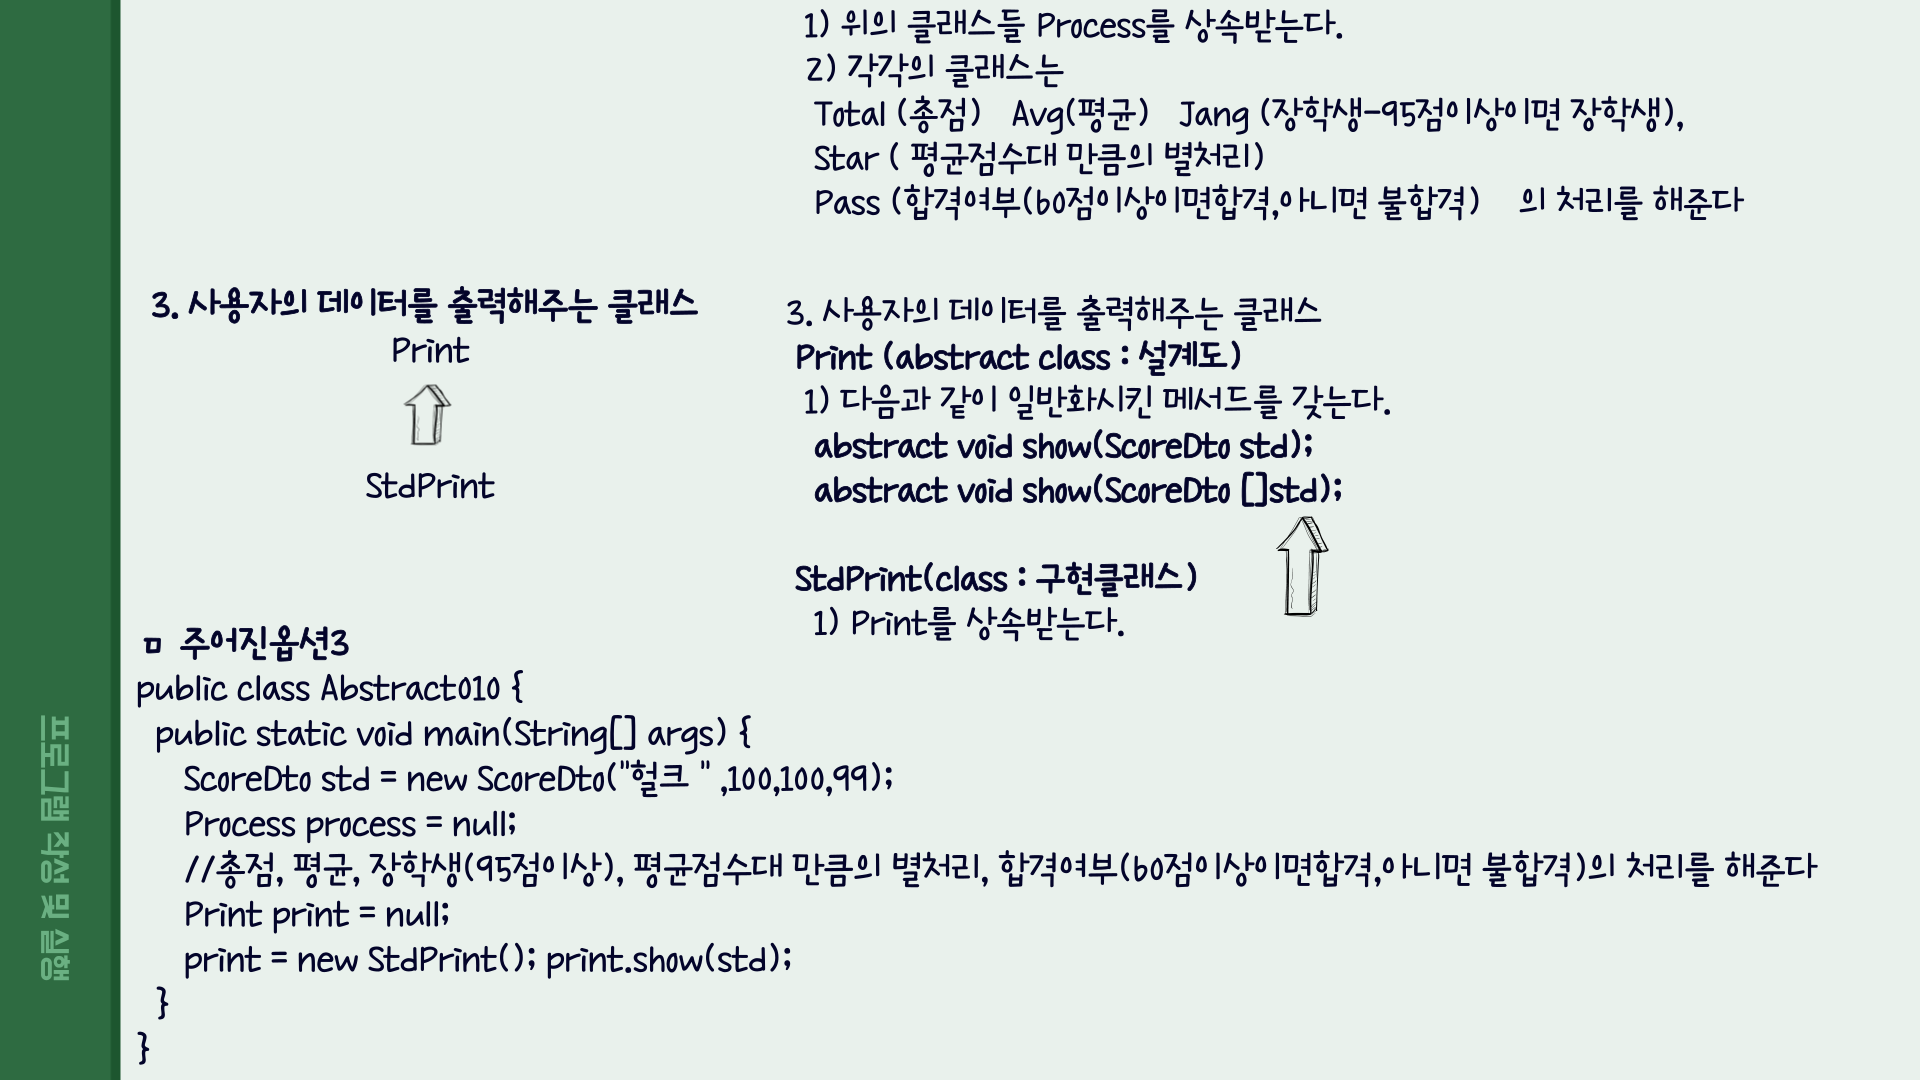 1) 위의 클래스들 Process를 상속받는다.
2) 각각의 클래스는
Total (총점) Avg(평균) Jang (장학생-95점이상이면 장학생),
Star ( 평균점수대 만큼의 별처리)
Pass (합격여부(60점이상이면합격,아니면 불합격) 의 처리를 해준다
3. 사용자의 데이터를 출력해주는 클래스
Print
StdPrint
3. 사용자의 데이터를 출력해주는 클래스
Print (abstract class : 설계도)
1) 다음과 같이 일반화시킨 메서드를 갖는다.
abstract void show(ScoreDto std);
abstract void show(ScoreDto []std);
StdPrint(class : 구현클래스)
1) Print를 상속받는다.
ㅁ 주어진옵션3
public class Abstract010 {
public static void main(String[] args) {
ScoreDto std = new ScoreDto("헐크 " ,100,100,99);
Process process = null;
//총점, 평균, 장학생(95점이상), 평균점수대 만큼의 별처리, 합격여부(60점이상이면합격,아니면 불합격)의 처리를 해준다
Print print = null;
print = new StdPrint(); print.show(std);
}
}
프로그램 작성 및 실행